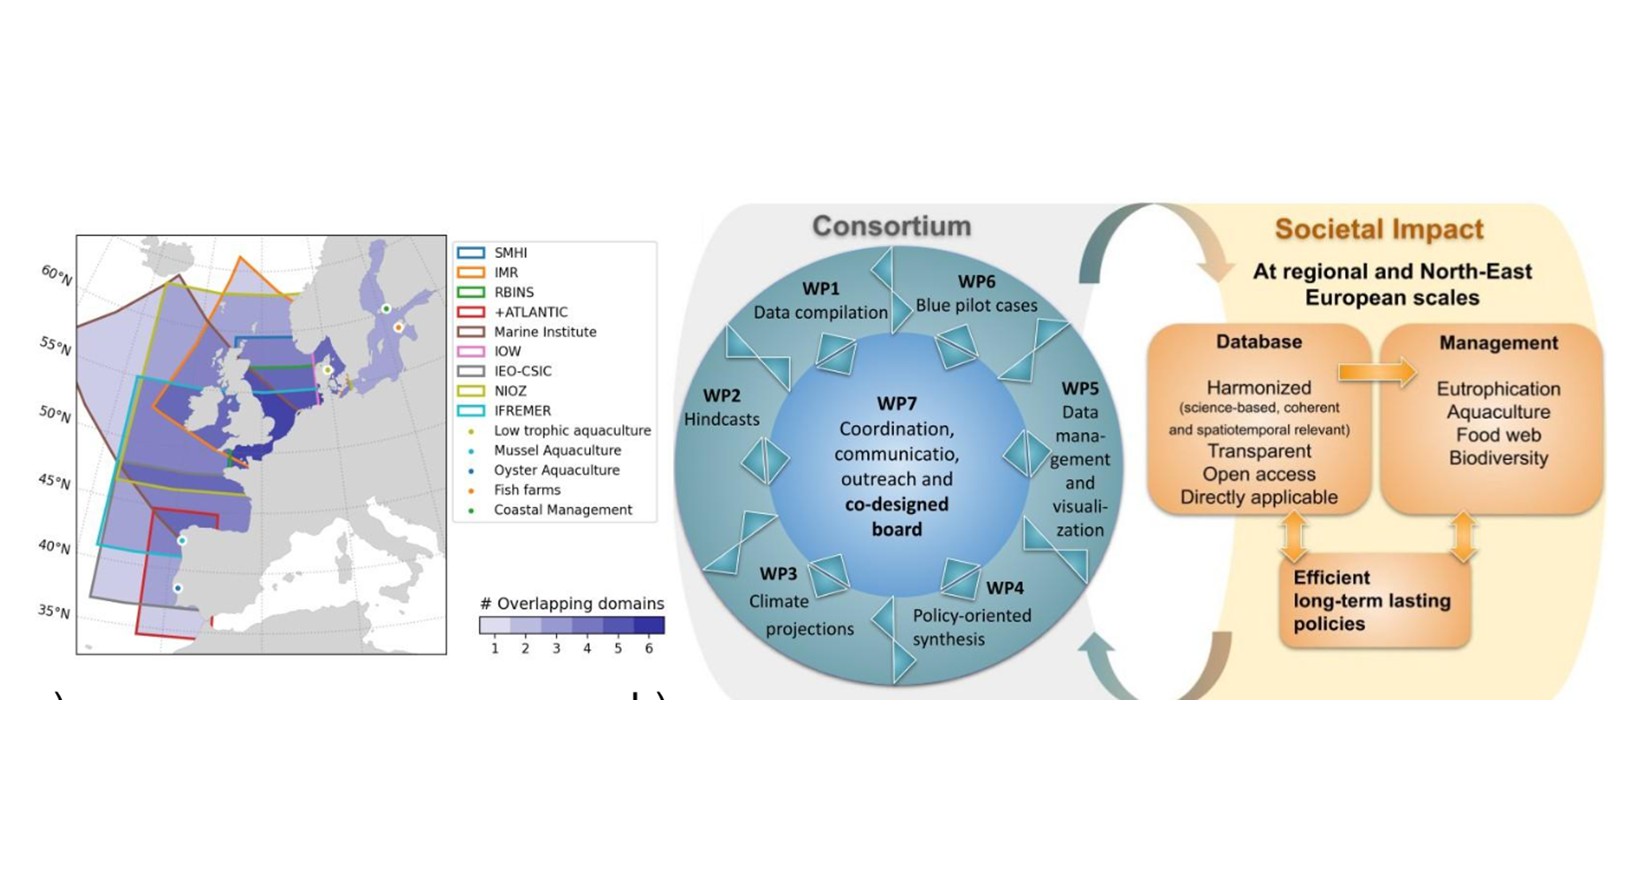 60°N
55°N
50°N
45°N
40°N
35°N
SMHI
IMR
RBINS
+ATLANTIC
Marine Institute
IOW
IEO-CSIC
NIOZ
IFREMER
Low trophic aquaculture
Mussel Aquaculture
Oyster Aquaculture
Fish farms
Coastal Management
# Overlapping domains
1 2 3 4 5 6
Consortium
WP1
Data compilation
WP6
Blue pilot cases
WP2
Hindcasts
WP5
Data
mana-
gement
and
visuali-
zation
WP7
Coordination,
communicatio,
outreach and
co-designed
board
WP3
Climate
projections
WP4
Policy-oriented
synthesis
Societal Impact
At regional and North-East
European scales
Database
Harmonized
(science-based, coherent
and spatiotemporal relevant)
Transparent
Open access
Directly applicable
Management
Eutrophication
Aquaculture
Food web
Biodiversity
Efficient
long-term lasting
policies